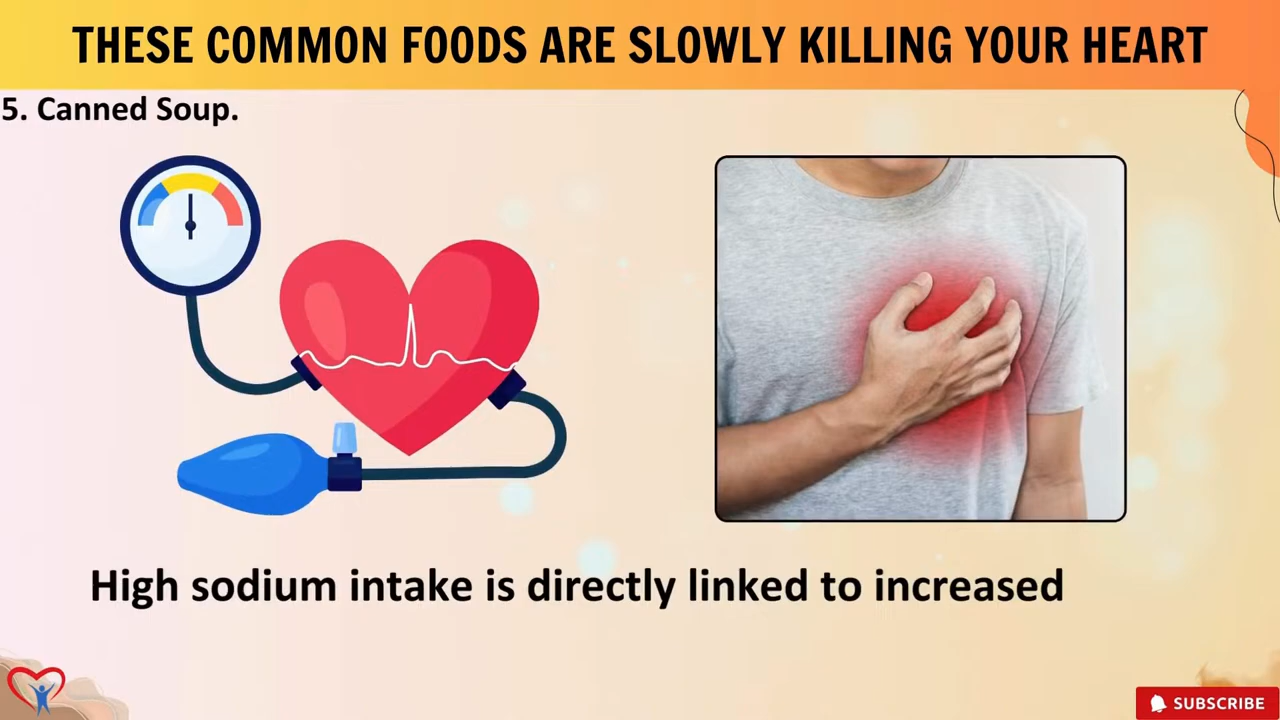 THESE COMMON FOODS ARE SLOWLY KILLING YOUR HEART
5. Canned Soup.
High sodium intake is directly linked to increased
SUBSCRIBE